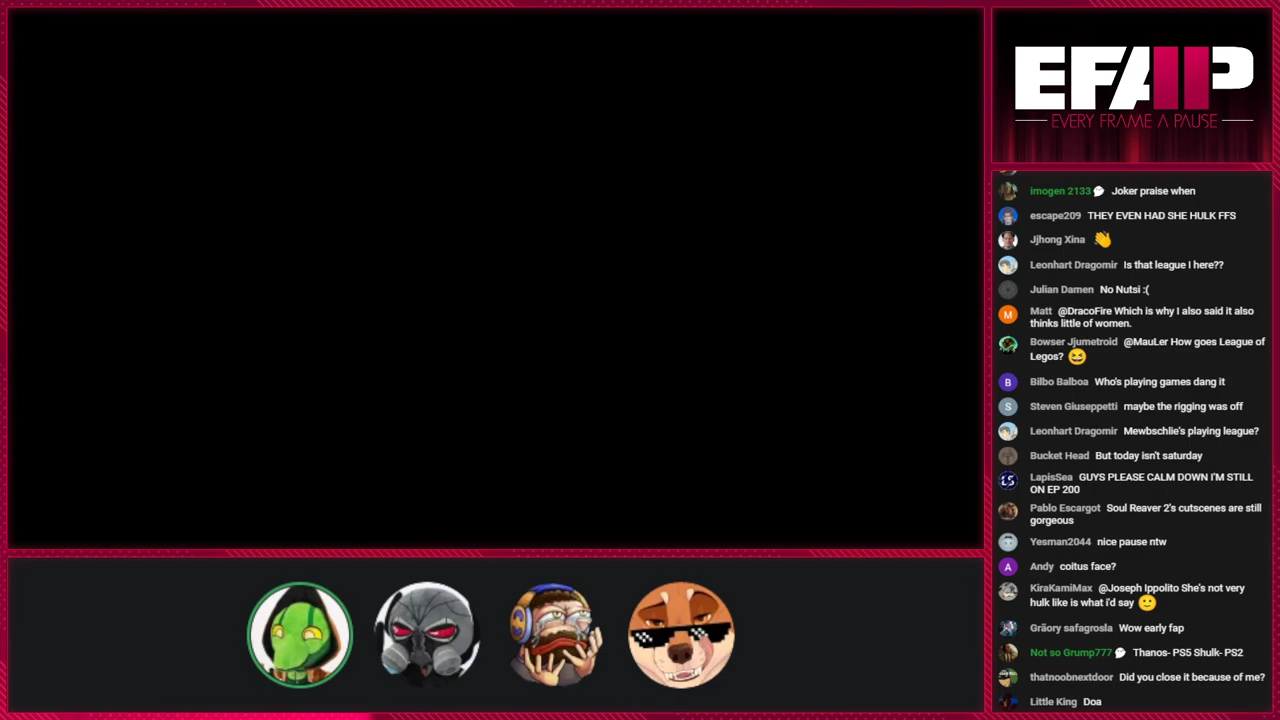 EFAP
EVERY FRAME A PAUSE
imogen 2133 Joker praise when
escape209 THEY EVEN HAD SHE HULK FFS
Jjhong Xina 👏
Leonhart Dragomir Is that league I here??
Julian Damen No Nutsi :(
M
Matt @DracoFire Which is why I also said it also
thinks little of women.
Bowser Jjumetroid @MauLer How goes League of
Legos? 😆
B
Bilbo Balboa Who's playing games dang it
S
Steven Giuseppetti maybe the rigging was off
Leonhart Dragomir Mewbschlie's playing league?
Bucket Head But today isn't saturday
LS
LapisSea GUYS PLEASE CALM DOWN I'M STILL
ON EP 200
Pablo Escargot Soul Reaver 2's cutscenes are still
gorgeous
Yesman2044 nice pause ntw
A
Andy coitus face?
KiraKamiMax @Joseph Ippolito She's not very
hulk like is what i'd say 🙂
Grãory safagrosla Wow early fap
Not so Grump777 Thanos- PS5 Shulk- PS2
thatnoobnextdoor Did you close it because of me?
Little King Doa